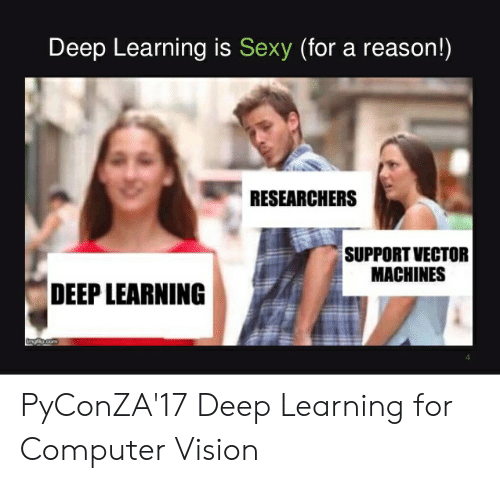 Deep Learning is Sexy (for a reason!)
RESEARCHERS
SUPPORT VECTOR
MACHINES
DEEP LEARNING
imgflip.com
4
PyConZA'17 Deep Learning for
Computer Vision